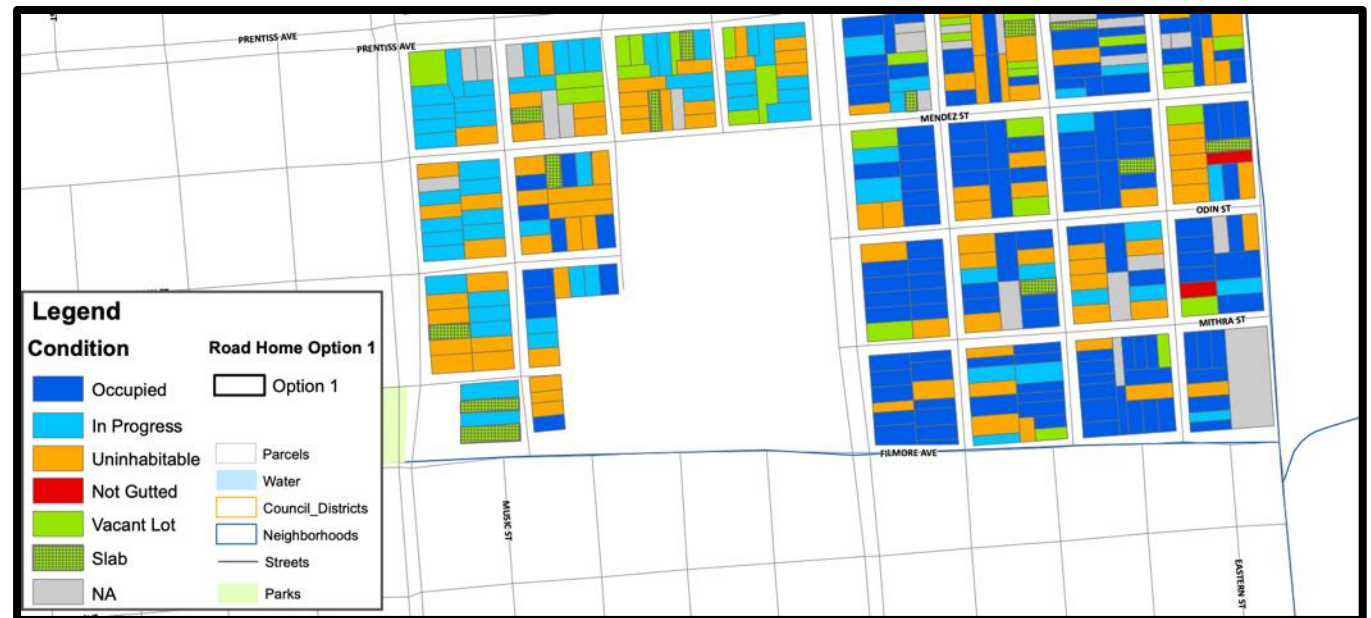 PRENTISS AVE
PRENTISS AVE
MENDEZ ST
ODIN ST
MITHRA ST
FILMORE AVE
MUSIC ST
EASTERN ST
Legend
Condition
Occupied
In Progress
Uninhabitable
Not Gutted
Vacant Lot
Slab
NA
Road Home Option 1
Option 1
Parcels
Water
Council_Districts
Neighborhoods
Streets
Parks